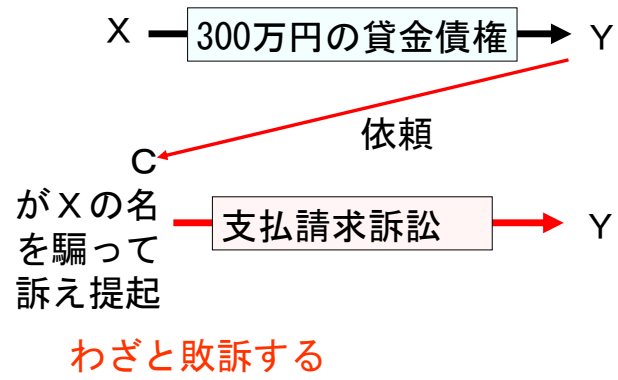 X 300万円の貸金債権 Y
依頼
C
がXの名
を騙って
訴え提起
支払請求訴訟 Y
わざと敗訴する